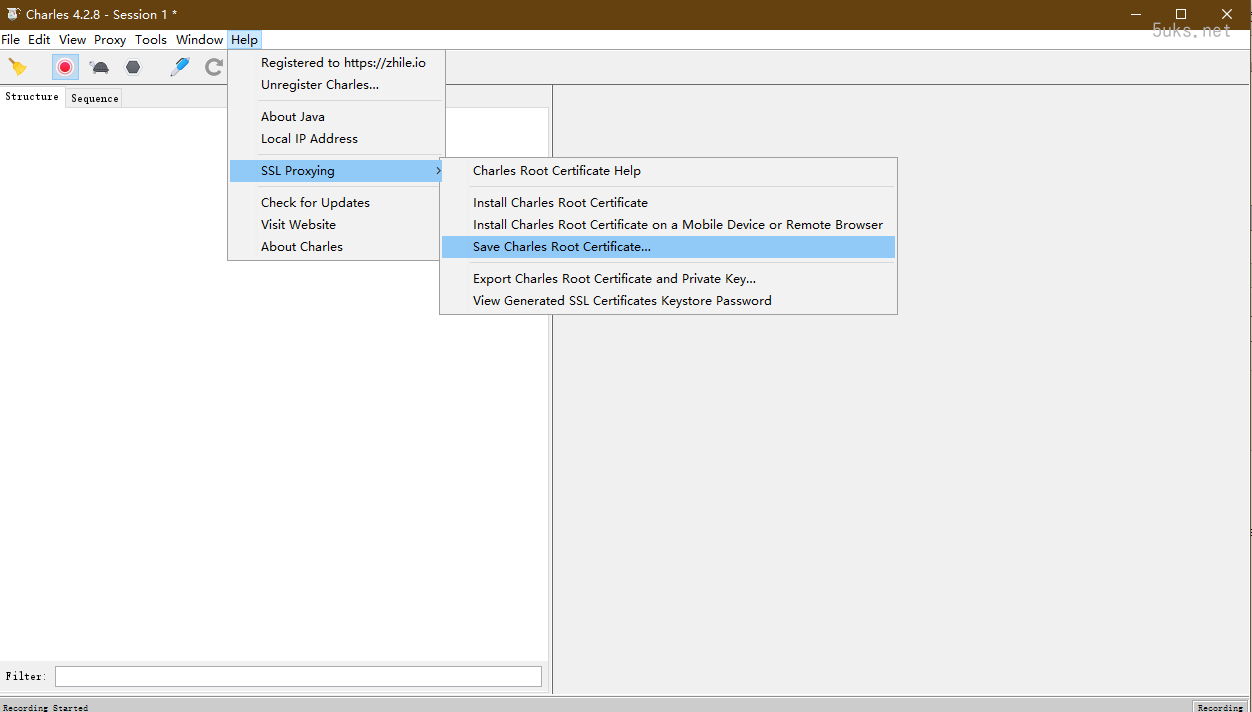 Charles 4.2.8 - Session 1 *
5uks.net
File Edit View Proxy Tools Window Help
Registered to https://zhile.io
Unregister Charles...
Structure Sequence
About Java
Local IP Address
SSL Proxying
Charles Root Certificate Help
Check for Updates
Install Charles Root Certificate
Visit Website
Install Charles Root Certificate on a Mobile Device or Remote Browser
About Charles
Save Charles Root Certificate...
Export Charles Root Certificate and Private Key...
View Generated SSL Certificates Keystore Password
Filter:
Recording Started
Recording